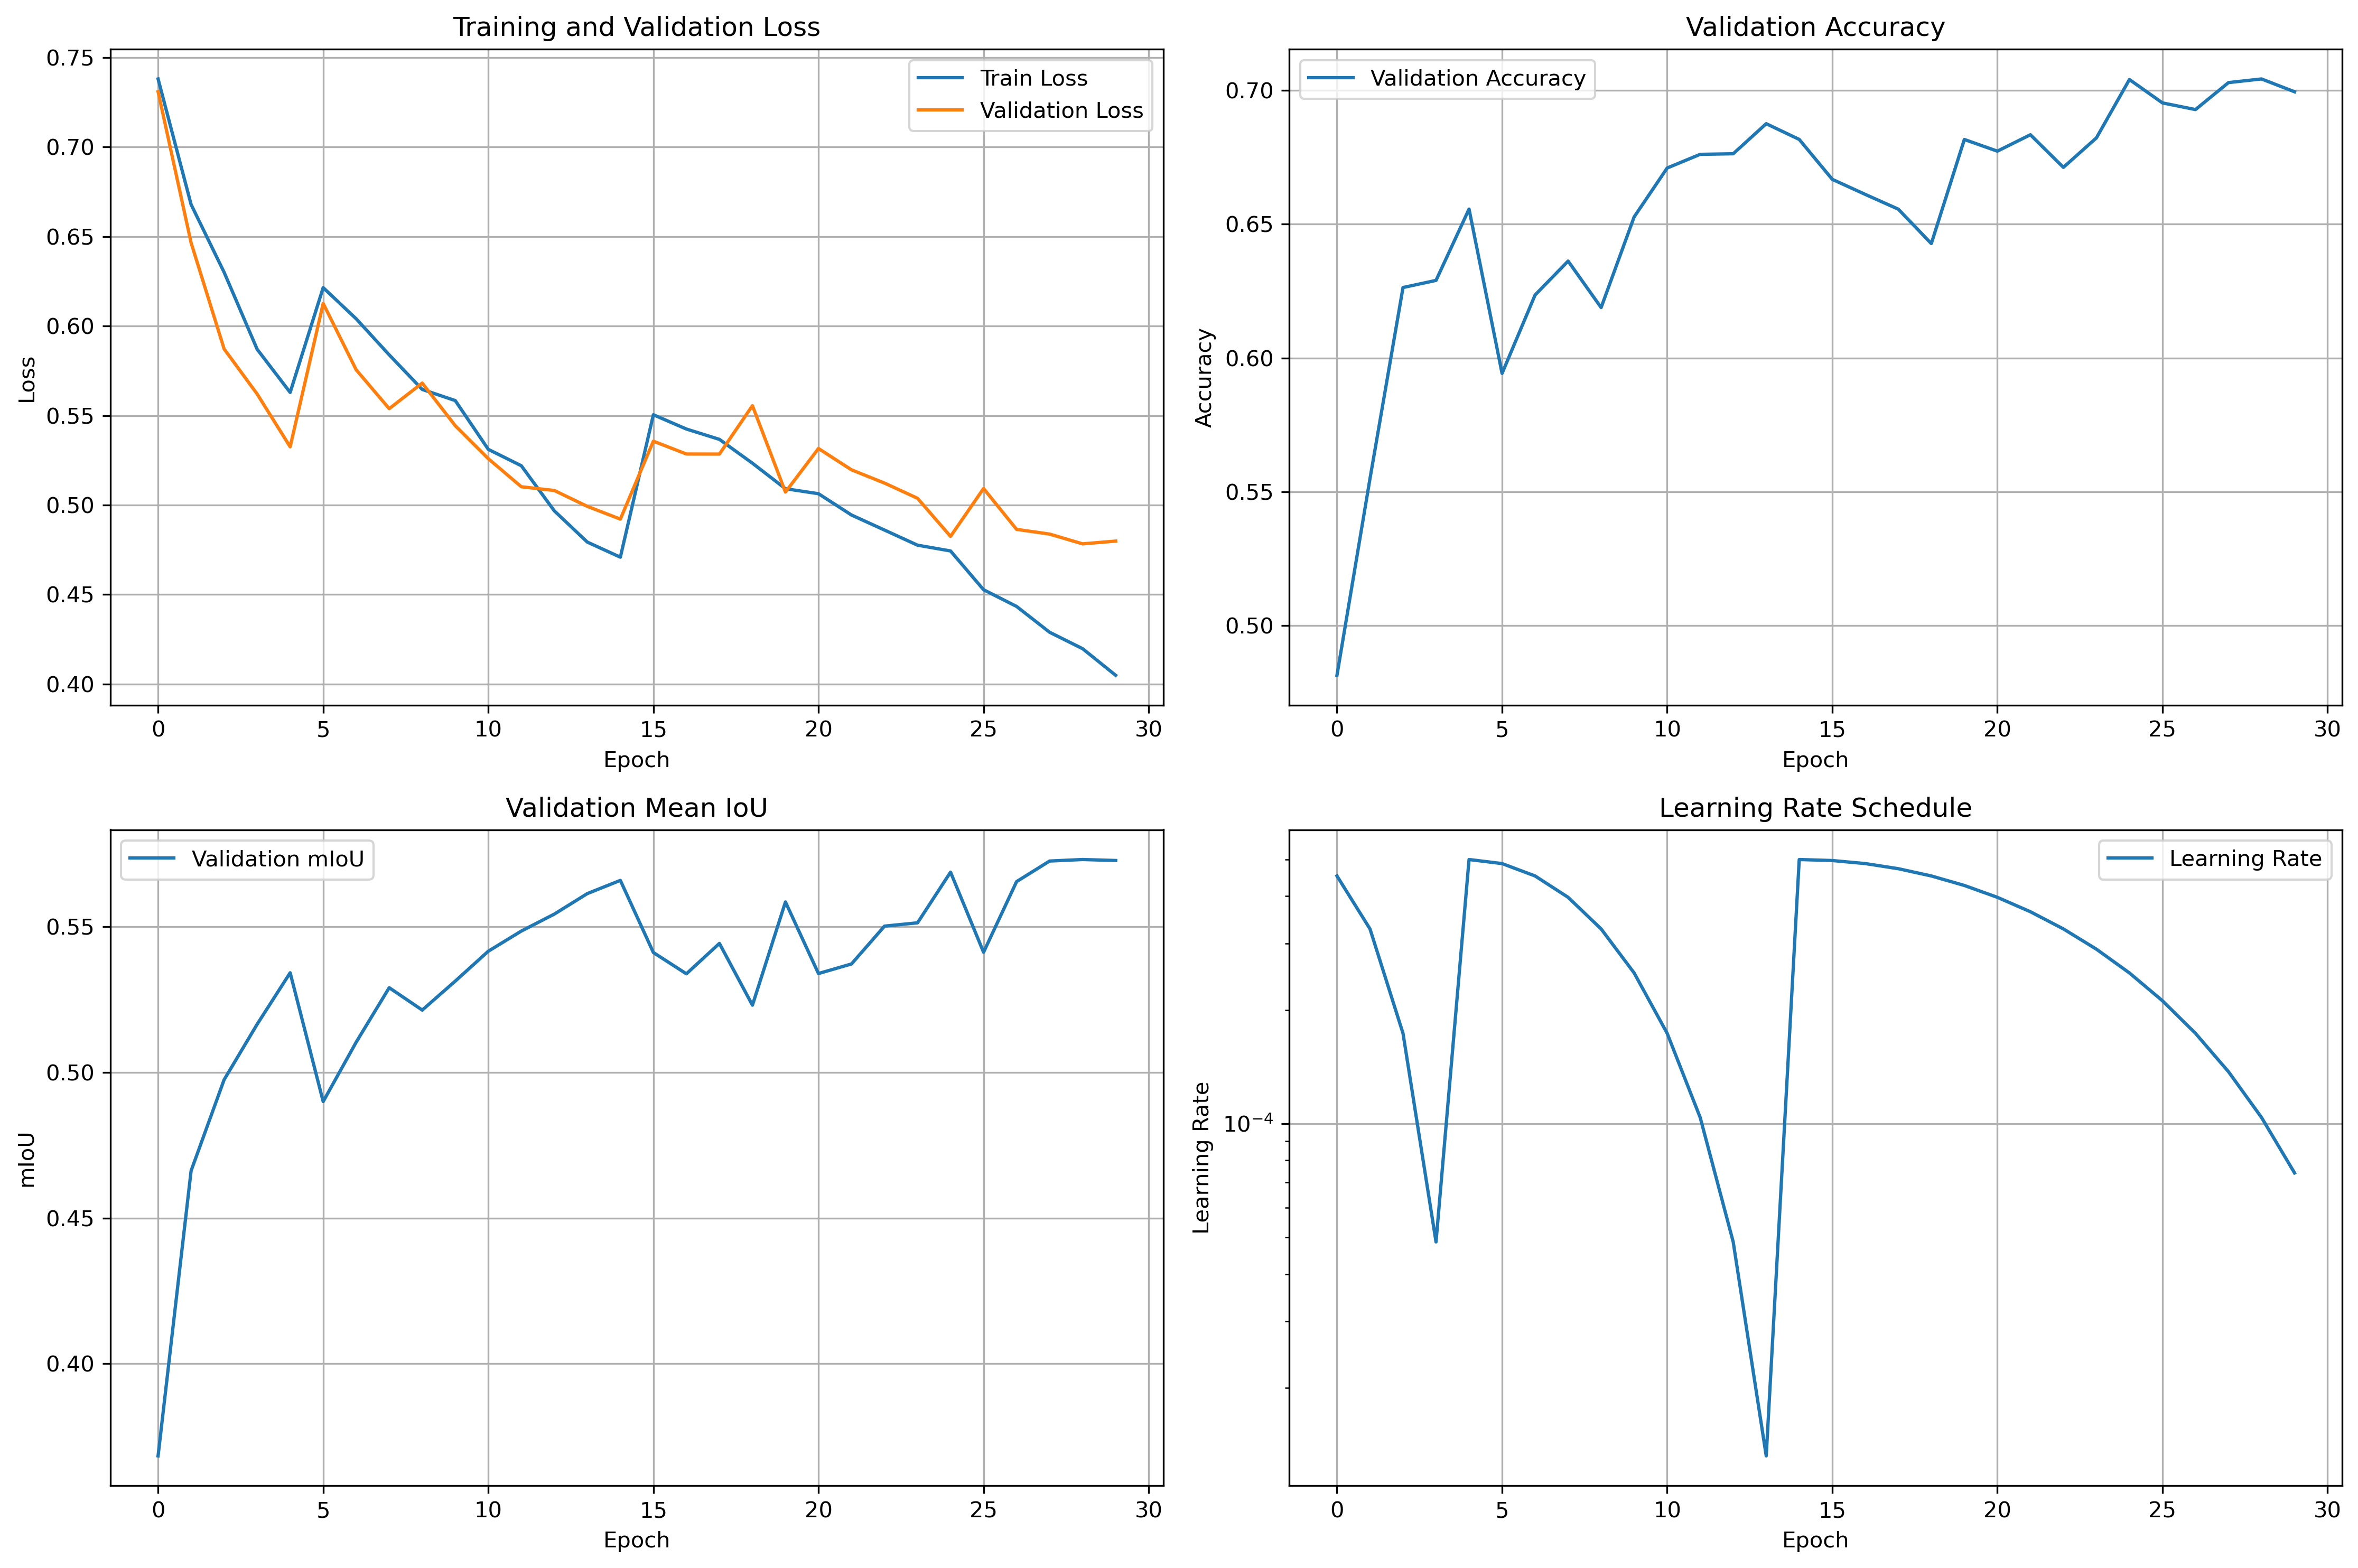 Training and Validation Loss
Train Loss
Validation Loss
0.75
0.70
0.65
0.60
0.55
0.50
0.45
0.40
Loss
0 5 10 15 20 25 30
Epoch
Validation Accuracy
Validation Accuracy
0.70
0.65
0.60
0.55
0.50
Accuracy
0 5 10 15 20 25 30
Epoch
Validation Mean IoU
Validation mIoU
0.55
0.50
0.45
0.40
mIoU
0 5 10 15 20 25 30
Epoch
Learning Rate Schedule
Learning Rate
10⁻⁴
Learning Rate
0 5 10 15 20 25 30
Epoch